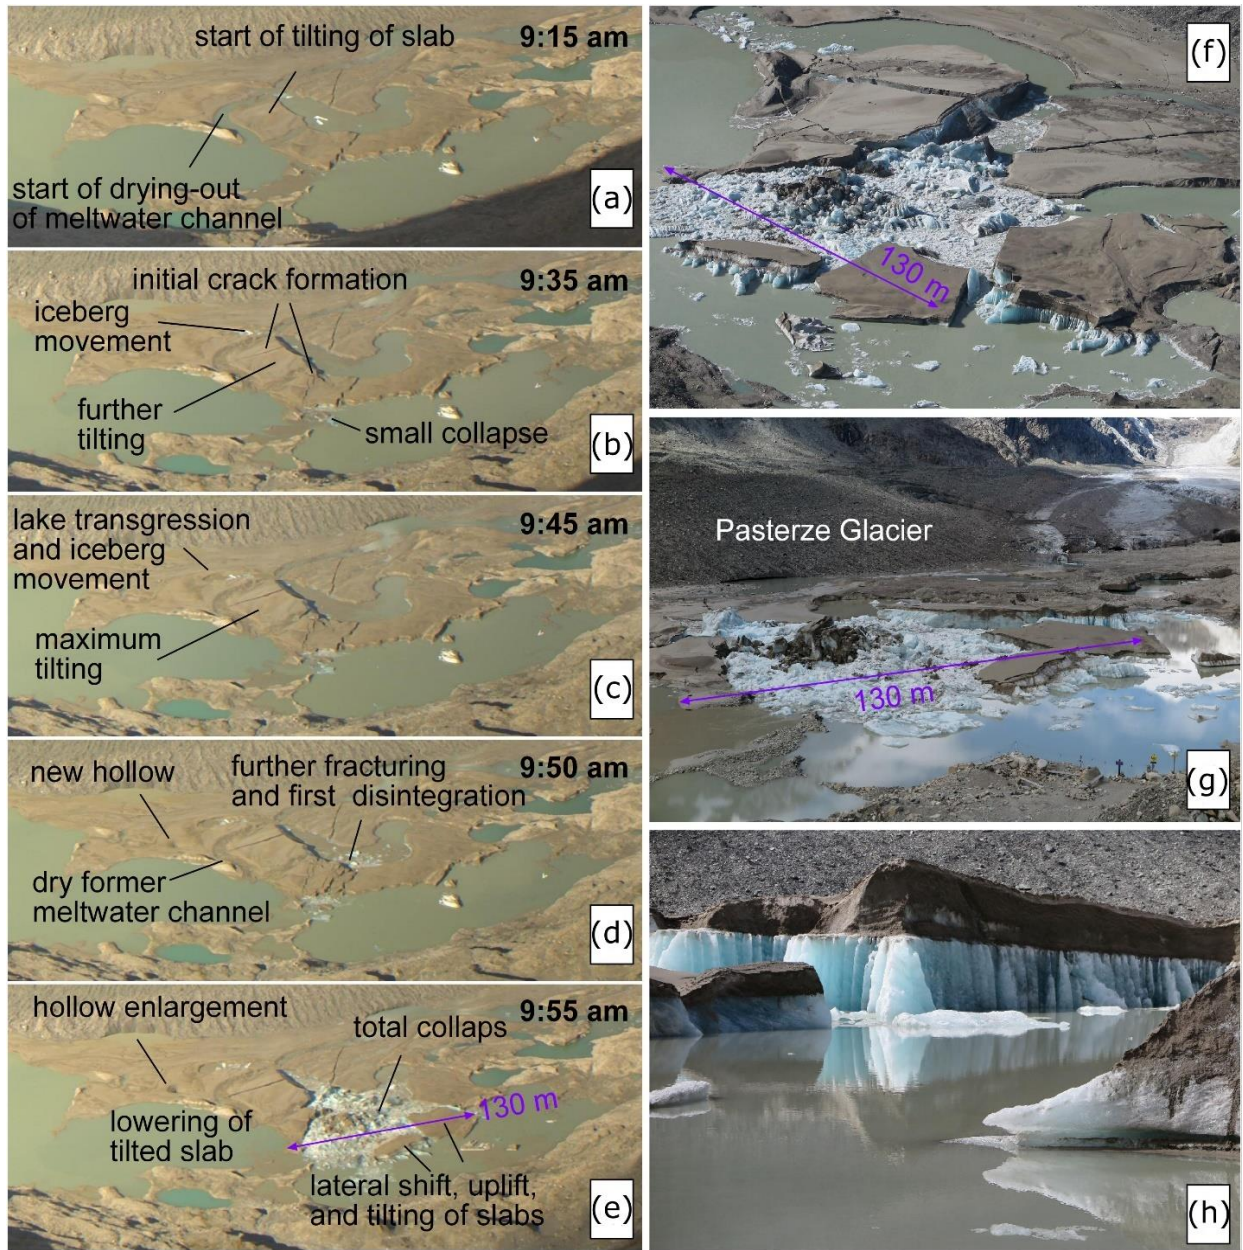 start of tilting of slab
9:15 am
start of drying-out
of meltwater channel
(a)
initial crack formation
9:35 am
iceberg
movement
further
tilting
small collapse
(b)
lake transgression
and iceberg
movement
9:45 am
maximum
tilting
(c)
new hollow
further fracturing
and first disintegration
9:50 am
dry former
meltwater channel
(d)
hollow enlargement
9:55 am
total collaps
130 m
lowering of
tilted slab
lateral shift, uplift,
and tilting of slabs
(e)
(f)
130 m
Pasterze Glacier
130 m
(g)
(h)